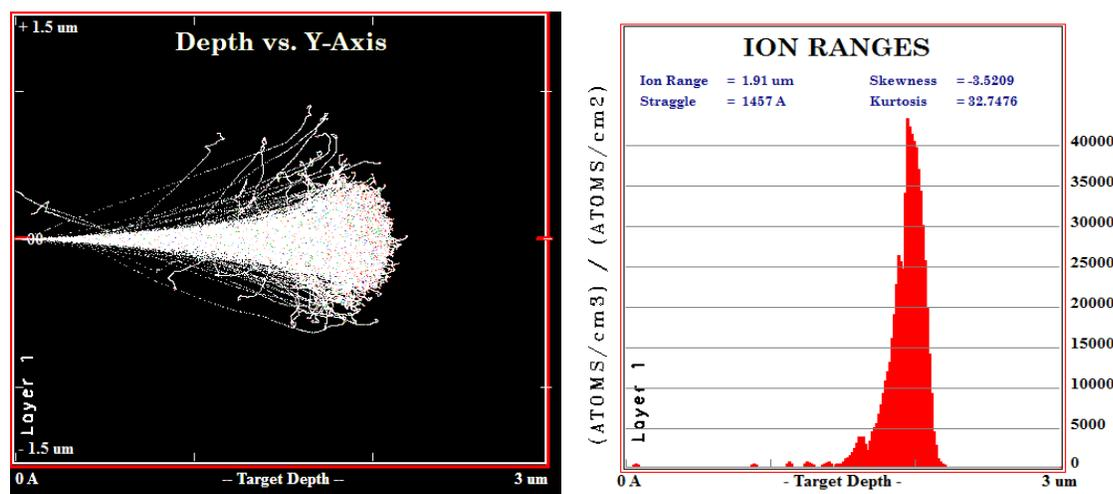 + 1.5 um
Depth vs. Y-Axis
00
Layer 1
- 1.5 um
0 A
-- Target Depth --
3 um
ION RANGES
Ion Range = 1.91 um Skewness = -3.5209
Straggle = 1457 A Kurtosis = 32.7476
(ATOMS/cm3) / (ATOMS/cm2)
40000
35000
30000
25000
20000
15000
10000
5000
0
Layer 1
0 A
- Target Depth -
3 um